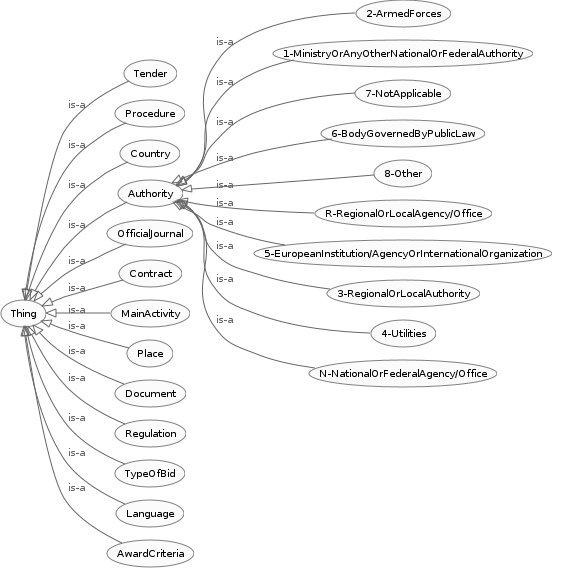 2-ArmedForces
is-a
1-MinistryOrAnyOtherNationalOrFederalAuthority
Tender
is-a
7-NotApplicable
is-a
Procedure
is-a
6-BodyGovernedByPublicLaw
is-a
Country
is-a
8-Other
is-a
Authority
is-a
R-RegionalOrLocalAgency/Office
is-a
is-a
OfficialJournal
is-a
5-EuropeanInstitution/AgencyOrInternationalOrganization
is-a
Contract
is-a
3-RegionalOrLocalAuthority
is-a
Thing
is-a
MainActivity
is-a
4-Utilities
is-a
Place
is-a
N-NationalOrFederalAgency/Office
Document
is-a
Regulation
is-a
TypeOfBid
is-a
Language
is-a
AwardCriteria